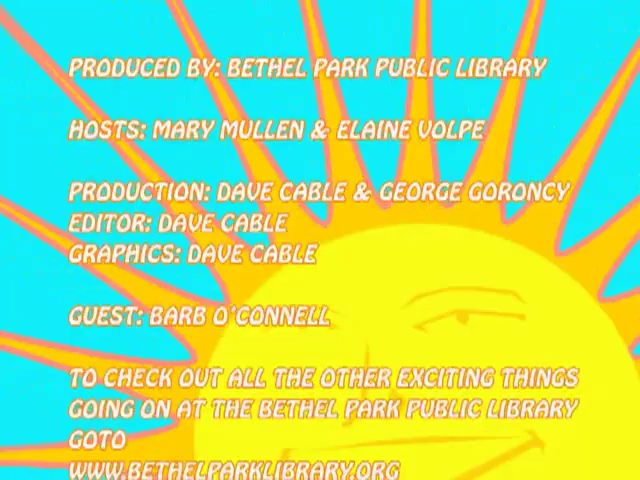 PRODUCED BY: BETHEL PARK PUBLIC LIBRARY
HOSTS: MARY MULLEN & ELAINE VOLPE
PRODUCTION: DAVE CABLE & GEORGE GORONCY
EDITOR: DAVE CABLE
GRAPHICS: DAVE CABLE
GUEST: BARB O'CONNELL
TO CHECK OUT ALL THE OTHER EXCITING THINGS
GOING ON AT THE BETHEL PARK PUBLIC LIBRARY
GOTO
WWW.BETHELPARKLIBRARY.ORG